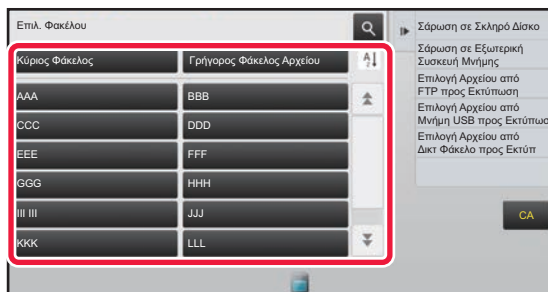 Επιλ. Φακέλου
Κύριος Φάκελος
Γρήγορος Φάκελος Αρχείου
AAA
BBB
CCC
DDD
EEE
FFF
GGG
HHH
III III
JJJ
KKK
LLL
Σάρωση σε Σκληρό Δίσκο
Σάρωση σε Εξωτερική
Συσκευή Μνήμης
Επιλογή Αρχείου από
FTP προς Εκτύπωση
Επιλογή Αρχείου από
Μνήμη USB προς Εκτύπωσ
Επιλογή Αρχείου από
Δικτ Φάκελο προς Εκτύπ
CA